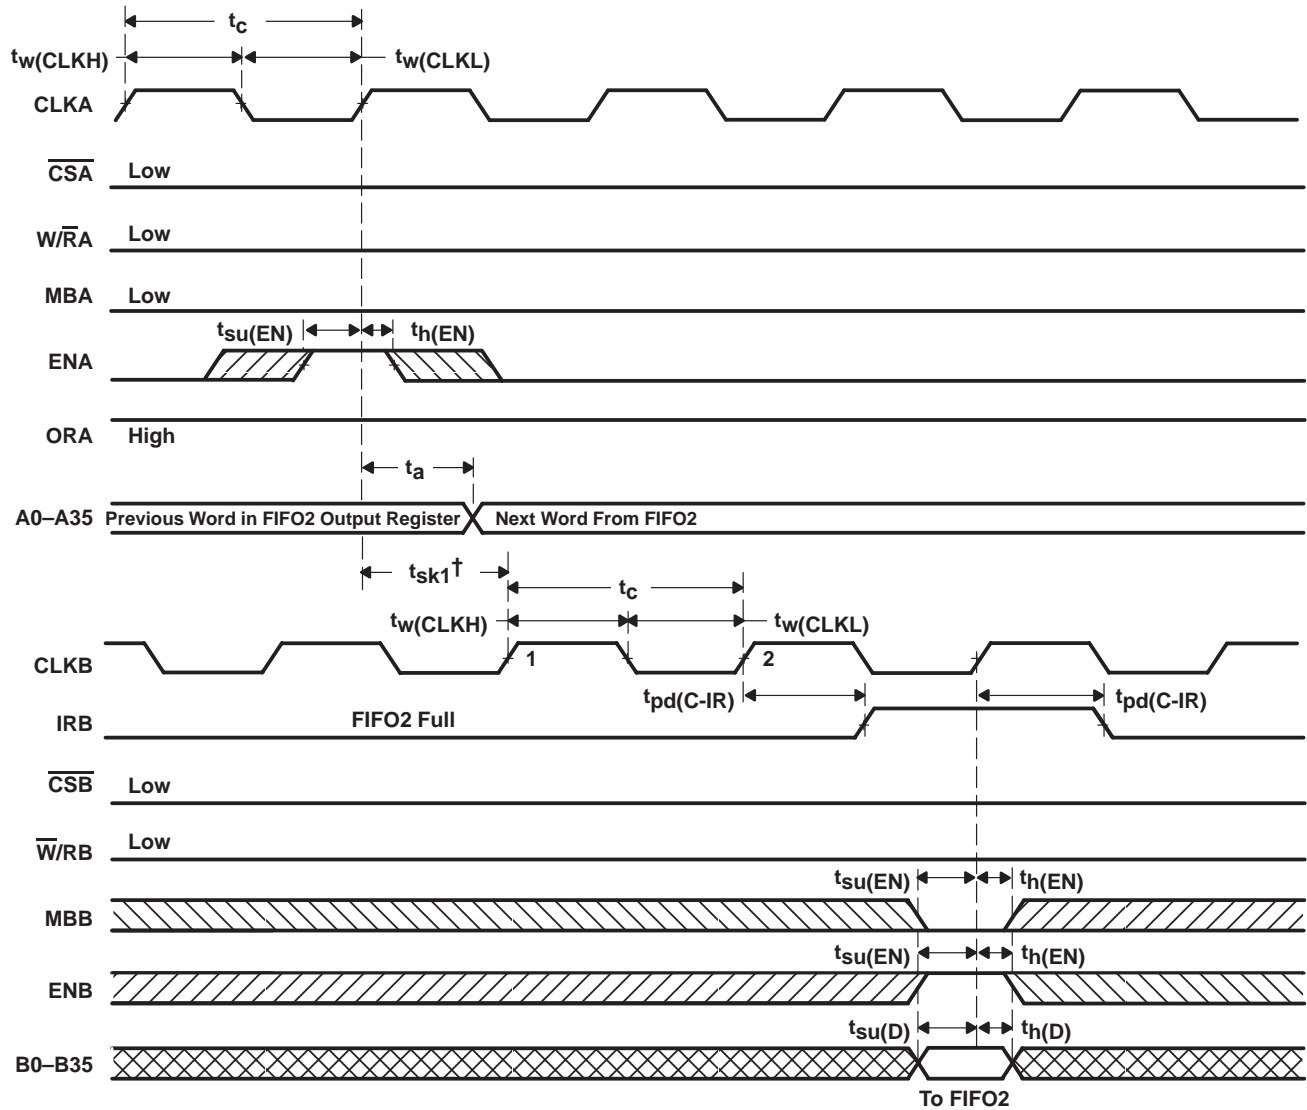 tc
tw(CLKH) tw(CLKL)
CLKA
CSA Low
W/RA Low
MBA Low
tsu(EN) th(EN)
ENA
ORA High
ta
A0–A35 Previous Word in FIFO2 Output Register Next Word From FIFO2
tsk1†
tc
tw(CLKH) tw(CLKL)
CLKB 1 2
tpd(C-IR) tpd(C-IR)
IRB FIFO2 Full
CSB Low
W/RB Low
tsu(EN) th(EN)
MBB
tsu(EN) th(EN)
ENB
tsu(D) th(D)
B0–B35
To FIFO2